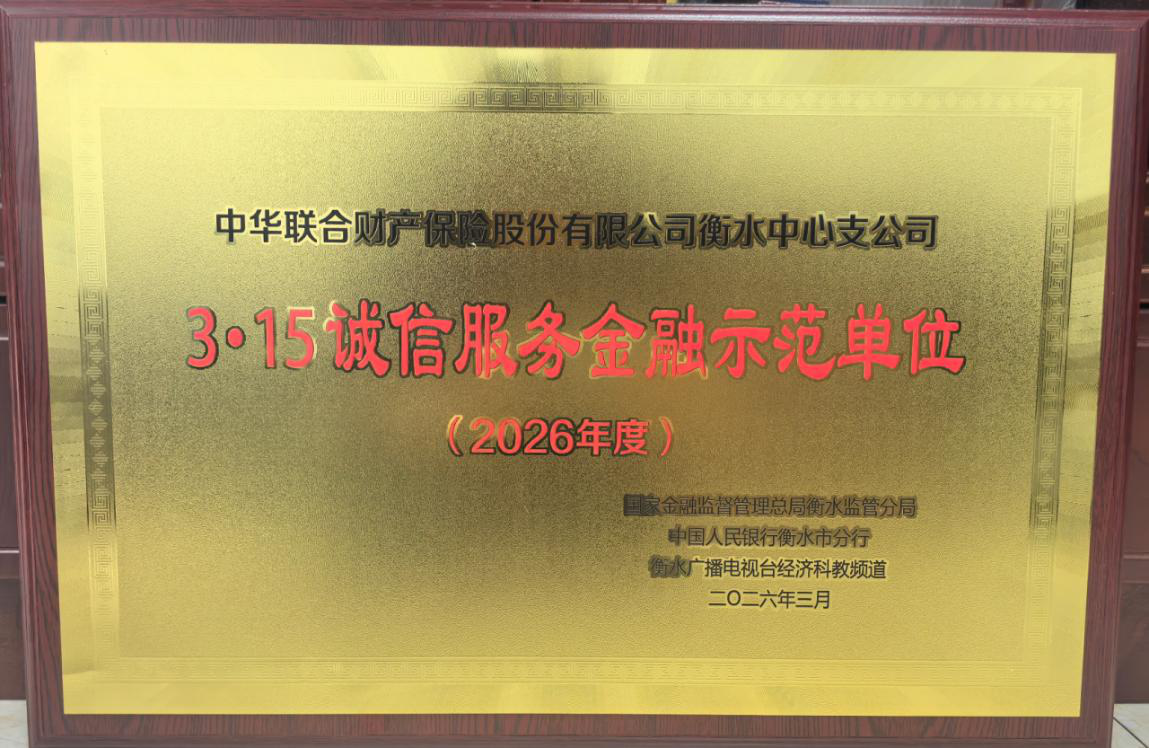 中华联合财产保险股份有限公司衡水中心支公司
3·15诚信服务金融示范单位
（2026年度）
国家金融监督管理总局衡水监管分局
中国人民银行衡水市分行
衡水广播电视台经济科教频道
二〇二六年三月